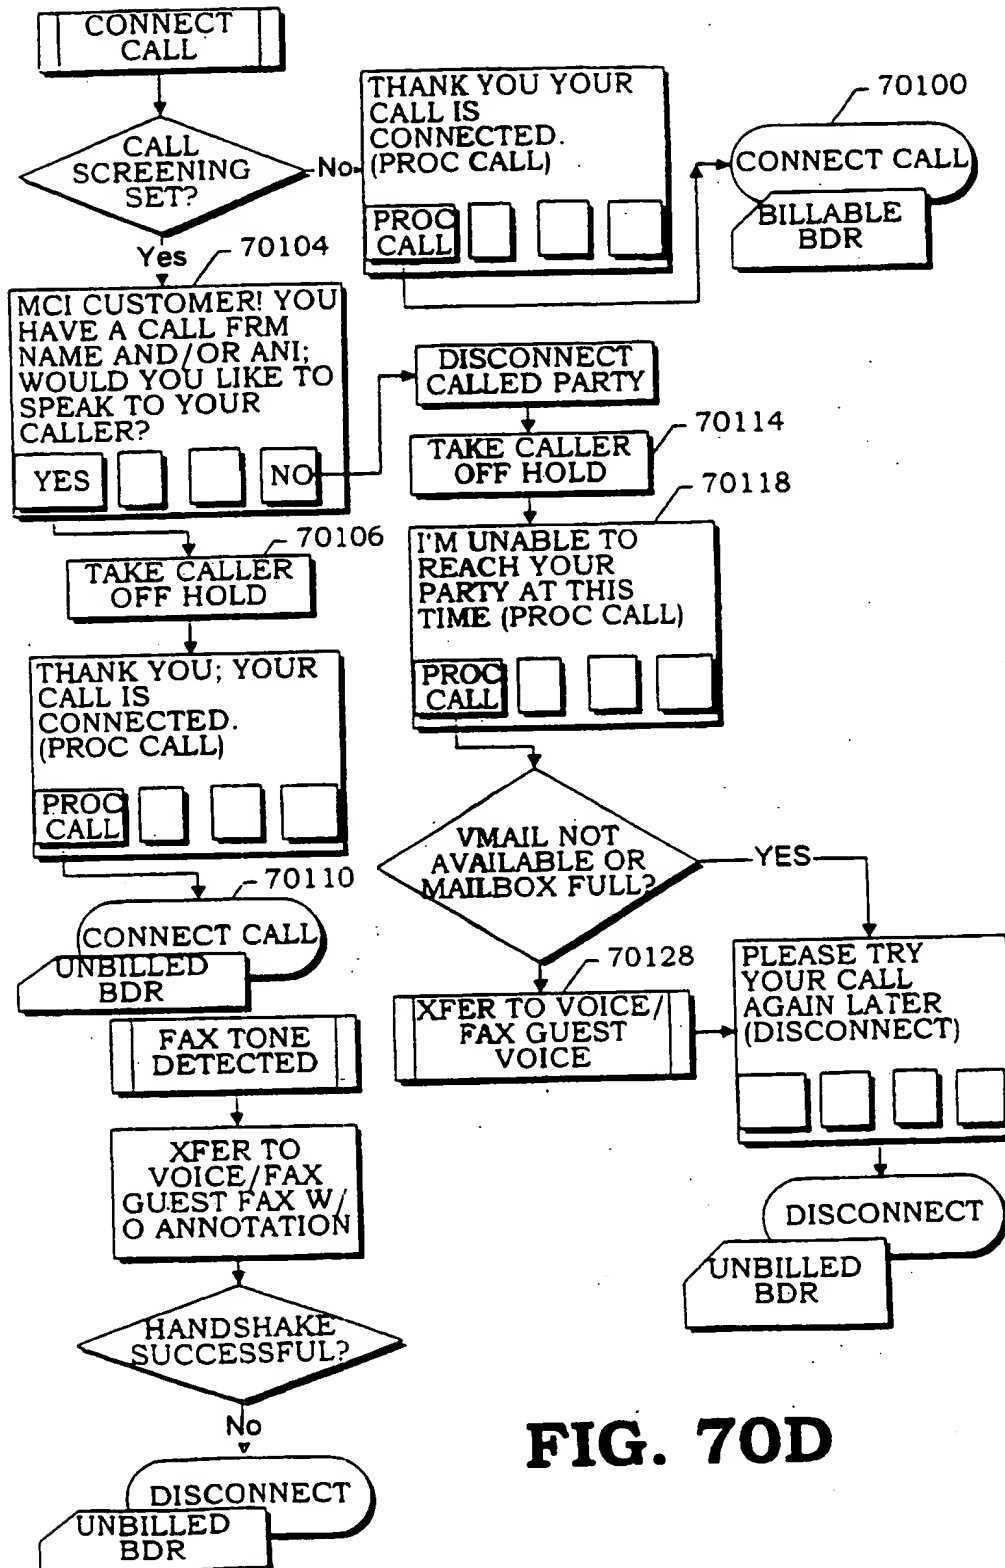 CONNECT
CALL
CALL
SCREENING
SET?
No
THANK YOU YOUR
CALL IS
CONNECTED.
(PROC CALL)
PROC
CALL
70100
CONNECT CALL
BILLABLE
BDR
Yes
70104
MCI CUSTOMER! YOU
HAVE A CALL FRM
NAME AND/OR ANI;
WOULD YOU LIKE TO
SPEAK TO YOUR
CALLER?
YES
NO
DISCONNECT
CALLED PARTY
70114
TAKE CALLER
OFF HOLD
70118
I'M UNABLE TO
REACH YOUR
PARTY AT THIS
TIME (PROC CALL)
PROC
CALL
70106
TAKE CALLER
OFF HOLD
THANK YOU; YOUR
CALL IS
CONNECTED.
(PROC CALL)
PROC
CALL
70110
CONNECT CALL
UNBILLED
BDR
VMAIL NOT
AVAILABLE OR
MAILBOX FULL?
YES
70128
XFER TO VOICE/
FAX GUEST
VOICE
PLEASE TRY
YOUR CALL
AGAIN LATER
(DISCONNECT)
DISCONNECT
UNBILLED
BDR
FAX TONE
DETECTED
XFER TO
VOICE/FAX
GUEST FAX W/
O ANNOTATION
HANDSHAKE
SUCCESSFUL?
No
DISCONNECT
UNBILLED
BDR
FIG. 70D